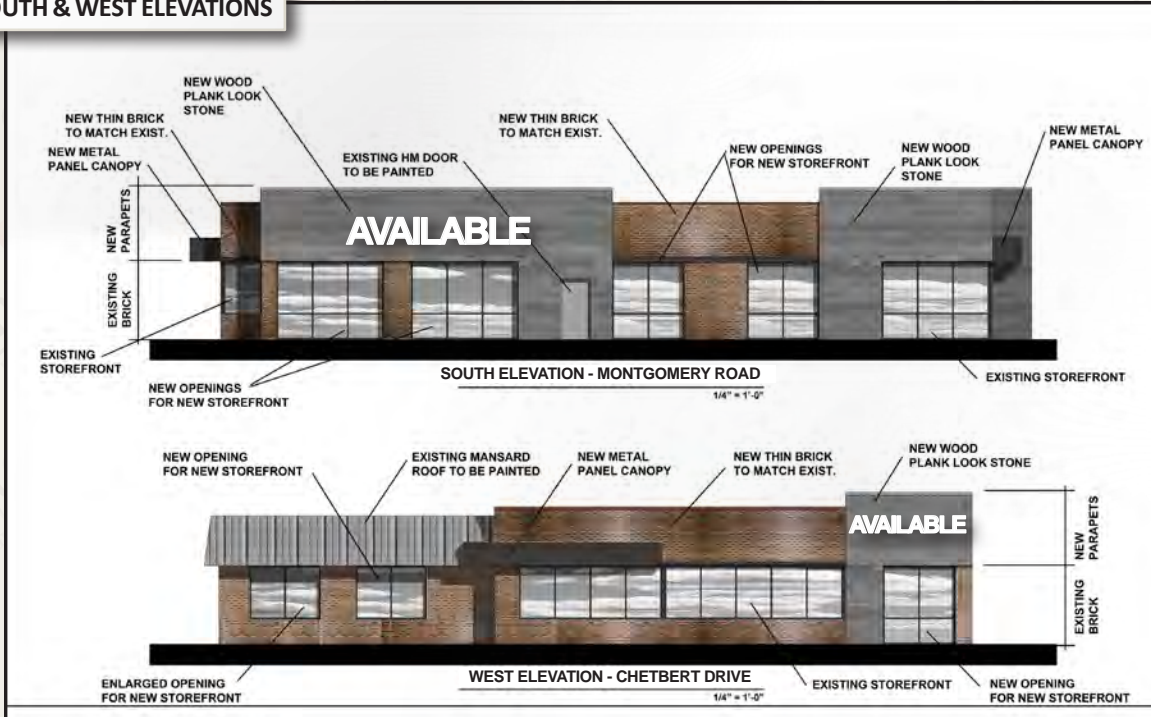 OUTH & WEST ELEVATIONS
NEW WOOD
PLANK LOOK
STONE
NEW THIN BRICK
TO MATCH EXIST.
NEW METAL
PANEL CANOPY
EXISTING HM DOOR
TO BE PAINTED
NEW THIN BRICK
TO MATCH EXIST.
NEW OPENINGS
FOR NEW STOREFRONT
NEW WOOD
PLANK LOOK
STONE
NEW METAL
PANEL CANOPY
NEW
PARAPETS
EXISTING
BRICK
AVAILABLE
EXISTING
STOREFRONT
NEW OPENINGS
FOR NEW STOREFRONT
SOUTH ELEVATION - MONTGOMERY ROAD
1/4" = 1'-0"
EXISTING STOREFRONT
NEW OPENING
FOR NEW STOREFRONT
EXISTING MANSARD
ROOF TO BE PAINTED
NEW METAL
PANEL CANOPY
NEW THIN BRICK
TO MATCH EXIST.
NEW WOOD
PLANK LOOK STONE
AVAILABLE
NEW
PARAPETS
EXISTING
BRICK
ENLARGED OPENING
FOR NEW STOREFRONT
WEST ELEVATION - CHETBERT DRIVE
1/4" = 1'-0"
EXISTING STOREFRONT
NEW OPENING
FOR NEW STOREFRONT